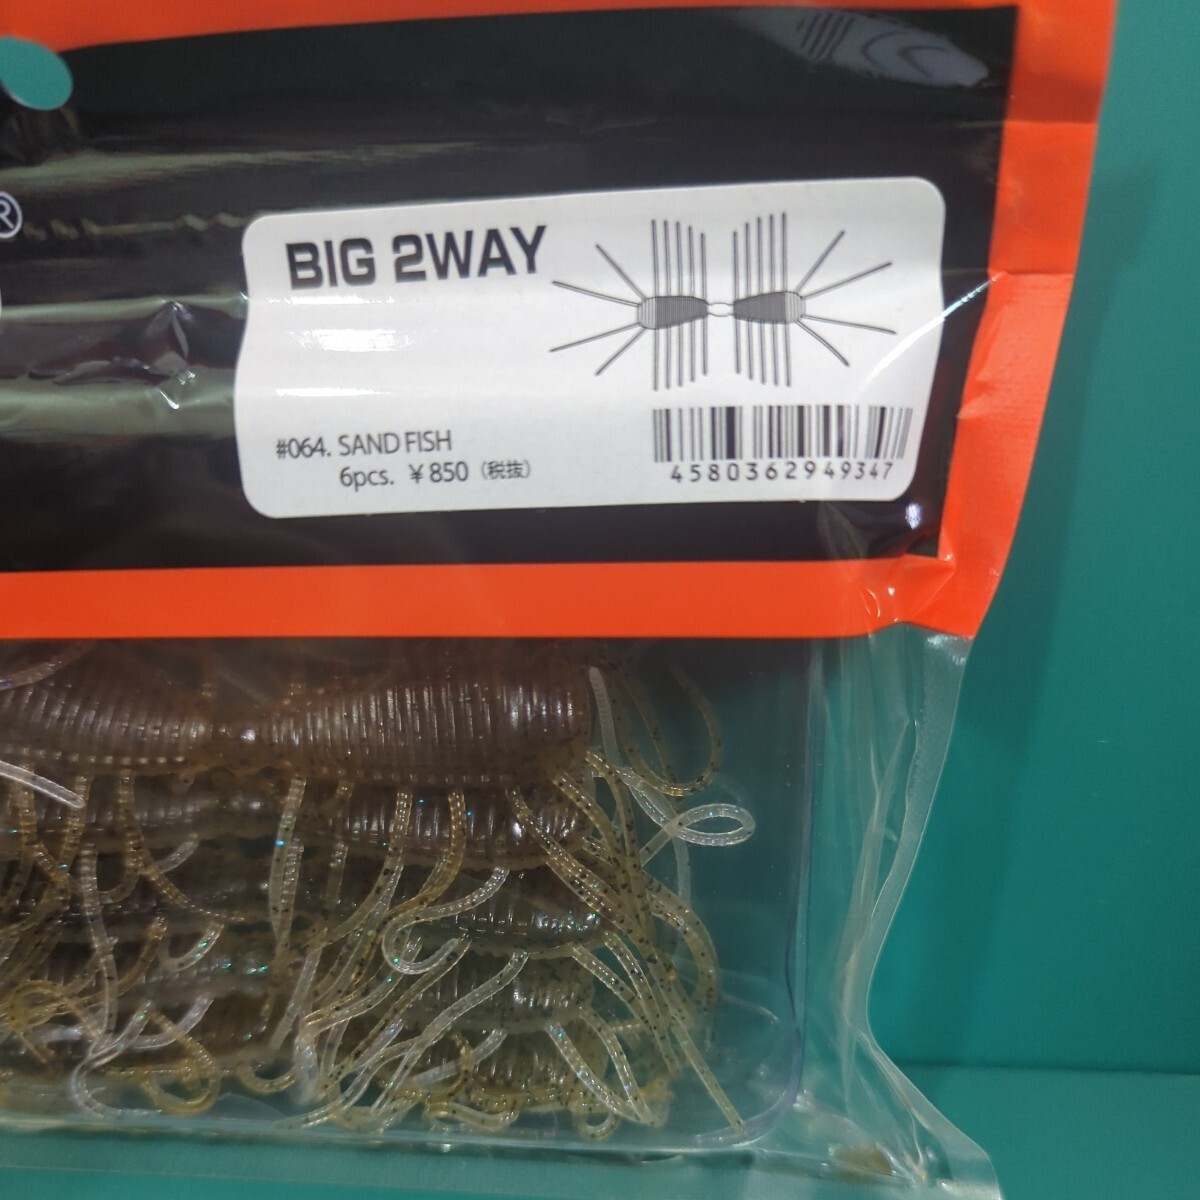 ®
BIG 2WAY
#064. SAND FISH
6pcs. ￥850（税抜）
4580362949347